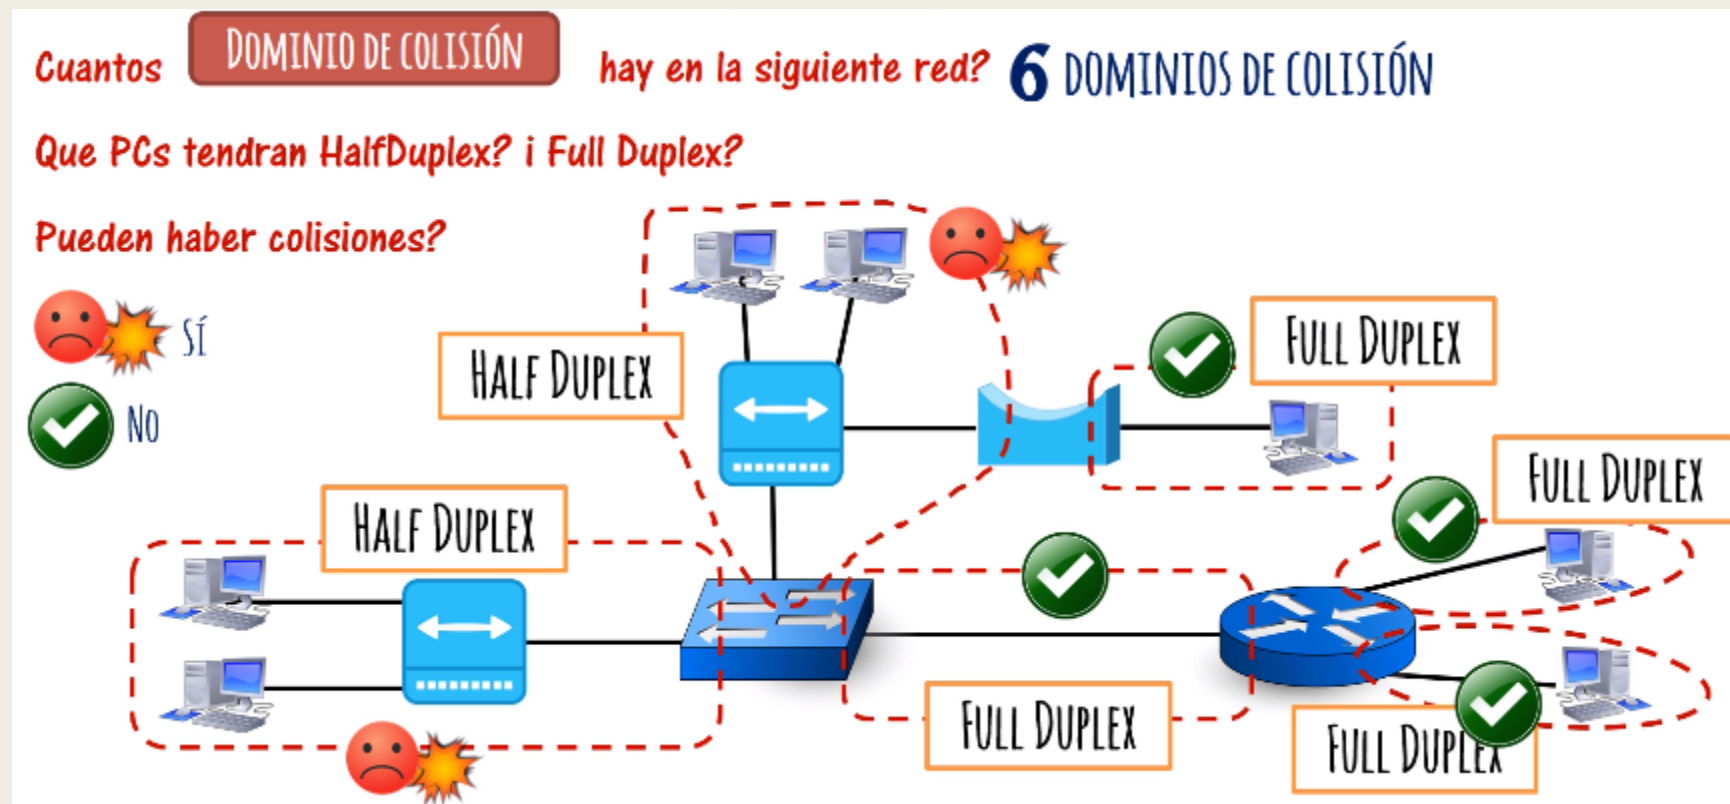 Cuantos DOMINIO DE COLISIÓN hay en la siguiente red? 6 DOMINIOS DE COLISIÓN
Que PCs tendran HalfDuplex? i Full Duplex?
Pueden haber colisiones?
SÍ
NO
HALF DUPLEX
FULL DUPLEX
FULL DUPLEX
HALF DUPLEX
FULL DUPLEX
FULL DUPLEX